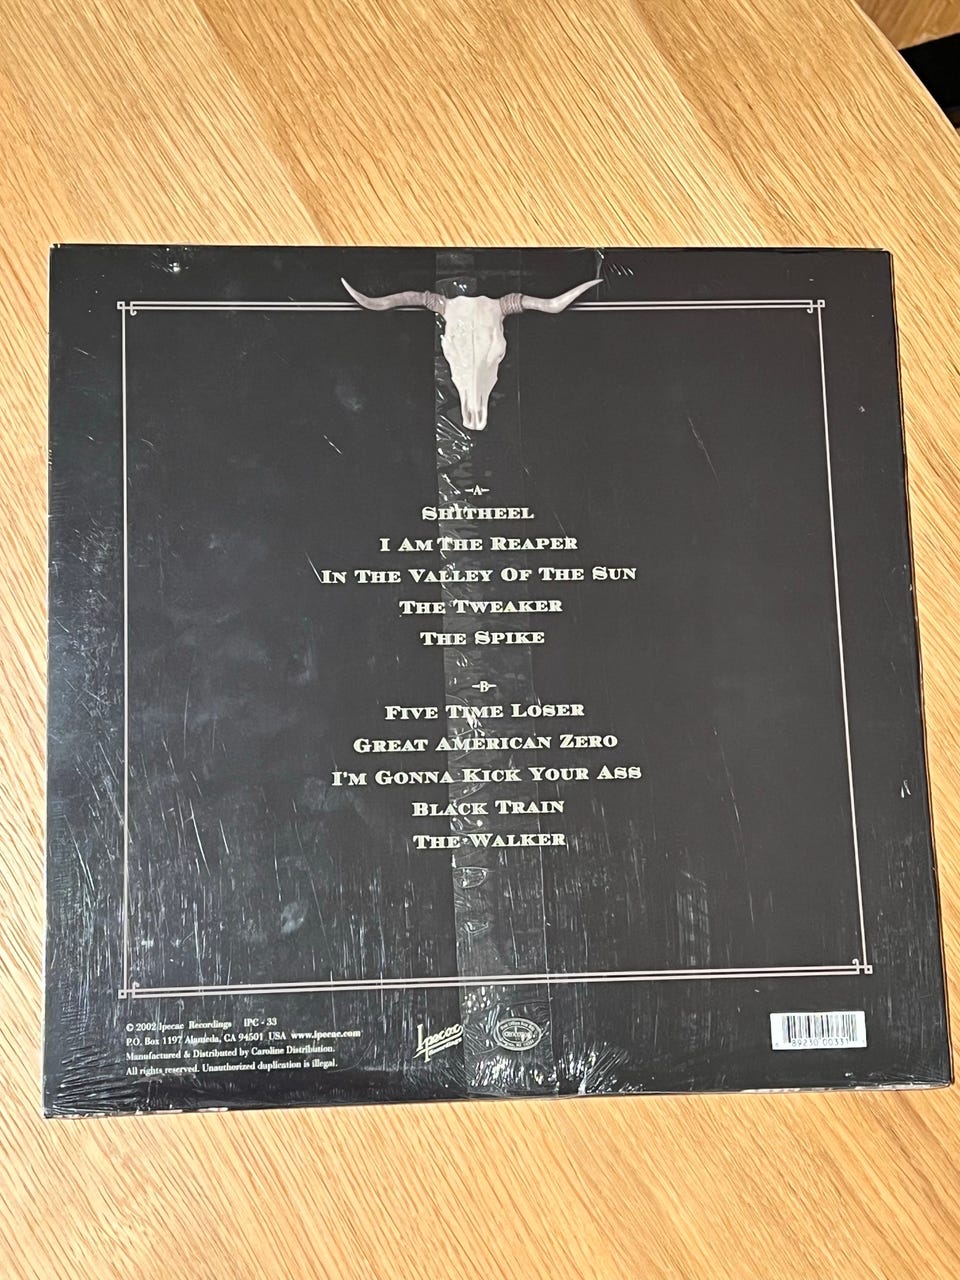 -A-
Shitheel
I Am The Reaper
In The Valley Of The Sun
The Tweaker
The Spike
-B-
Five Time Loser
Great American Zero
I'm Gonna Kick Your Ass
Black Train
The Walker
© 2002 Ipecac Recordings IPC - 33
P.O. Box 1197 Alameda, CA 94501 USA www.ipecac.com
Manufactured & Distributed by Caroline Distribution.
All rights reserved. Unauthorized duplication is illegal.
Ipecac
Recordings